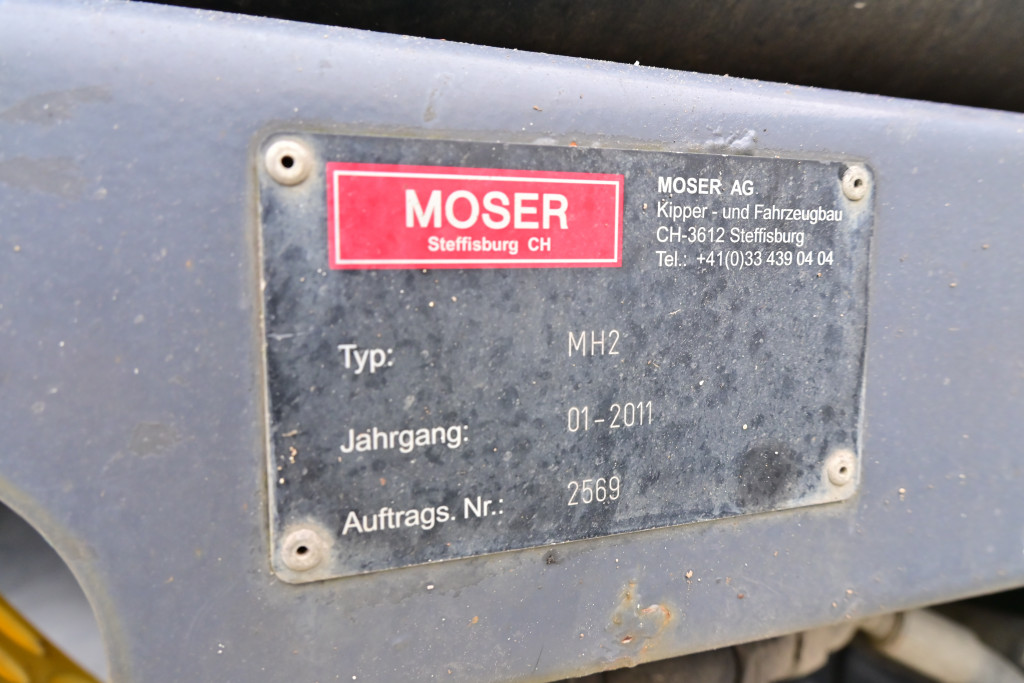 MOSER
Steffisburg CH
MOSER AG
Kipper - und Fahrzeugbau
CH-3612 Steffisburg
Tel.: +41(0)33 439 04 04
Typ: MH2
Jahrgang: 01-2011
Auftrags. Nr.: 2569